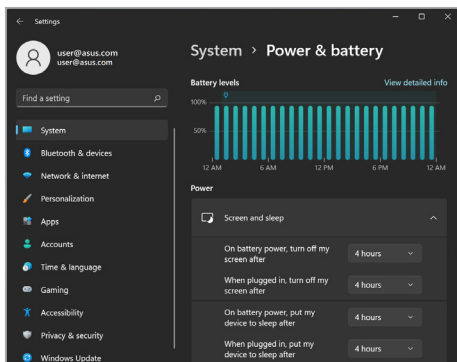 Settings
user@asus.com
user@asus.com
Find a setting
System
Bluetooth & devices
Network & internet
Personalization
Apps
Accounts
Time & language
Gaming
Accessibility
Privacy & security
Windows Update
System > Power & battery
Battery levels
View detailed info
100%
50%
12 AM
6 AM
12 PM
6 PM
12 AM
Power
Screen and sleep
On battery power, turn off my
screen after
4 hours
When plugged in, turn off my
screen after
4 hours
On battery power, put my
device to sleep after
4 hours
When plugged in, put my
device to sleep after
4 hours